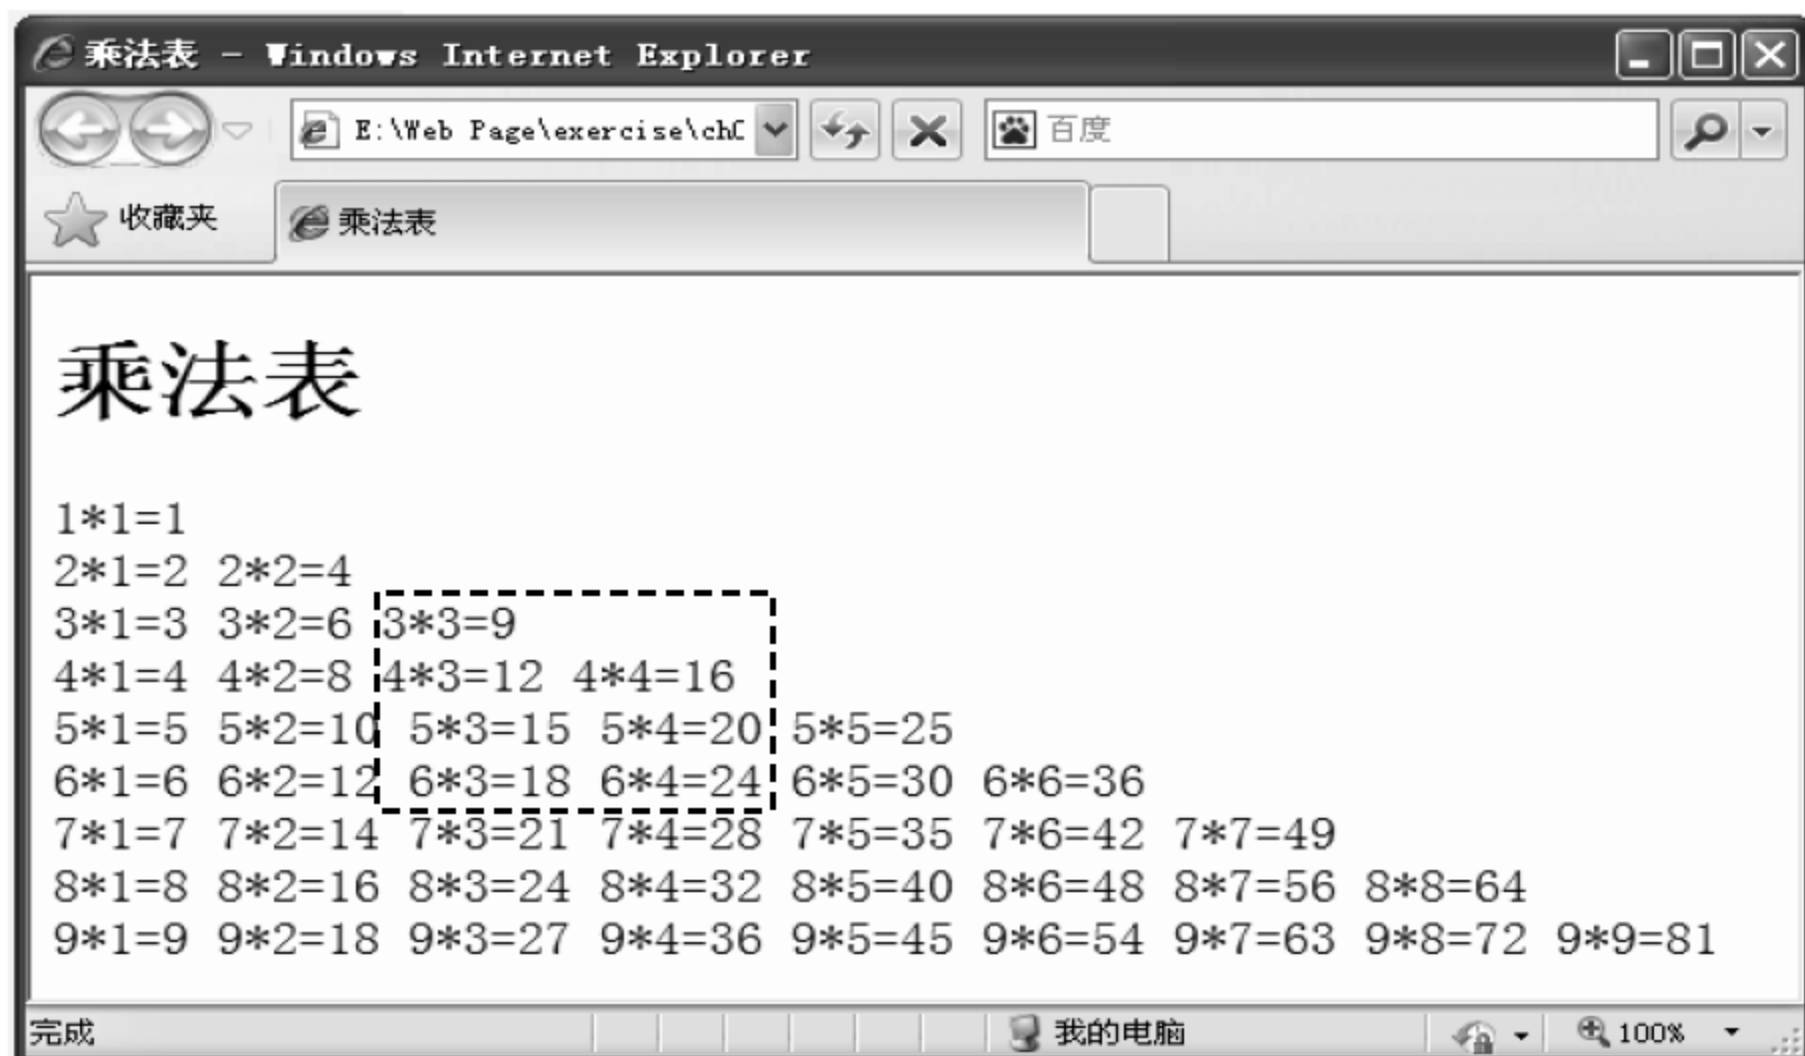 乘法表 - Windows Internet Explorer
E:\Web Page\exercise\chC
百度
收藏夹
乘法表
乘法表
1*1=1
2*1=2 2*2=4
3*1=3 3*2=6 3*3=9
4*1=4 4*2=8 4*3=12 4*4=16
5*1=5 5*2=10 5*3=15 5*4=20 5*5=25
6*1=6 6*2=12 6*3=18 6*4=24 6*5=30 6*6=36
7*1=7 7*2=14 7*3=21 7*4=28 7*5=35 7*6=42 7*7=49
8*1=8 8*2=16 8*3=24 8*4=32 8*5=40 8*6=48 8*7=56 8*8=64
9*1=9 9*2=18 9*3=27 9*4=36 9*5=45 9*6=54 9*7=63 9*8=72 9*9=81
完成
我的电脑
100%